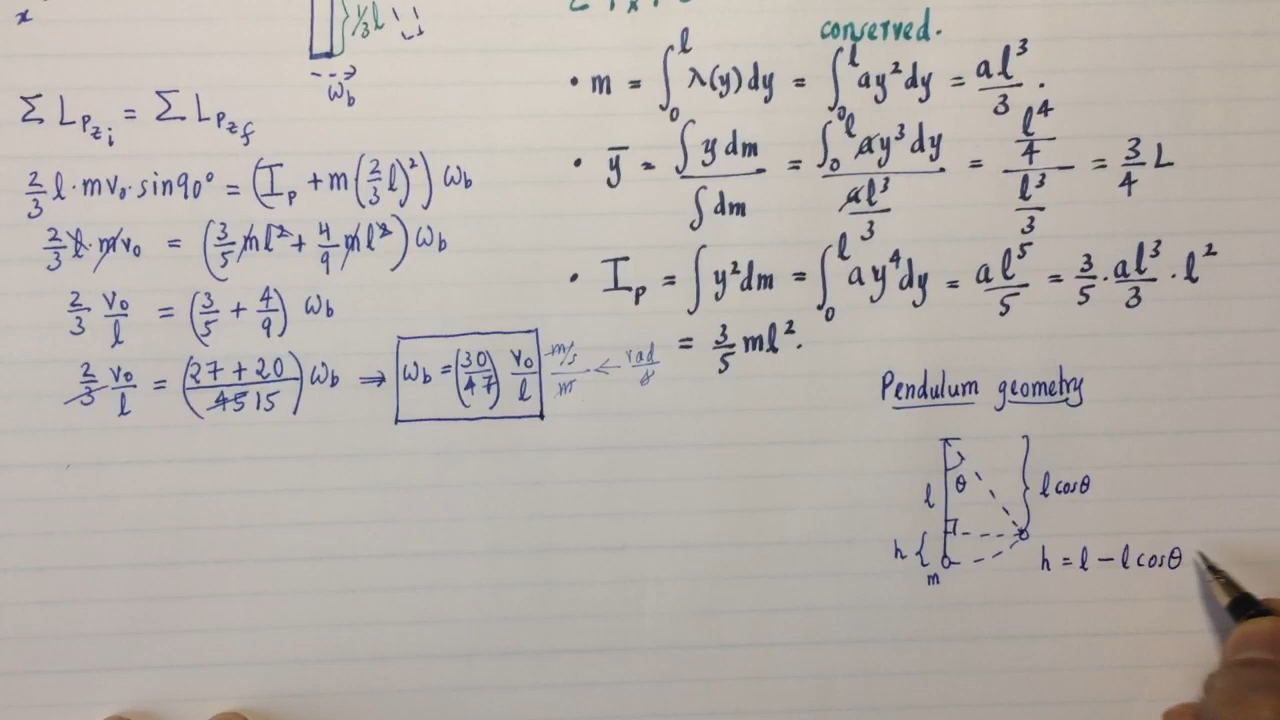 x
⅓l
ω_b
Σ L_{P_{z_i}} = Σ L_{P_{z_f}}
2/3 l · mv₀ · sin90° = (I_p + m(2/3 l)²) ω_b
2/3 l · mv₀ = (3/5 ml² + 4/9 ml²) ω_b
2/3 v₀/l = (3/5 + 4/9) ω_b
2/3 v₀/l = (27 + 20 / 45 15) ω_b ⇒ ω_b = (30/47) v₀/l m/s / m ← rad/s
conserved.
• m = ∫₀^l λ(y) dy = ∫₀^l ay² dy = al³/3 .
• ȳ = ∫ y dm / ∫ dm = ∫₀^l ay³ dy / (al³/3) = (l⁴/4) / (l³/3) = 3/4 L
• I_p = ∫ y² dm = ∫₀^l ay⁴ dy = al⁵/5 = 3/5 · al³/3 · l²
= 3/5 ml².
Pendulum geometry
θ
l
l cosθ
h
m
h = l − l cosθ